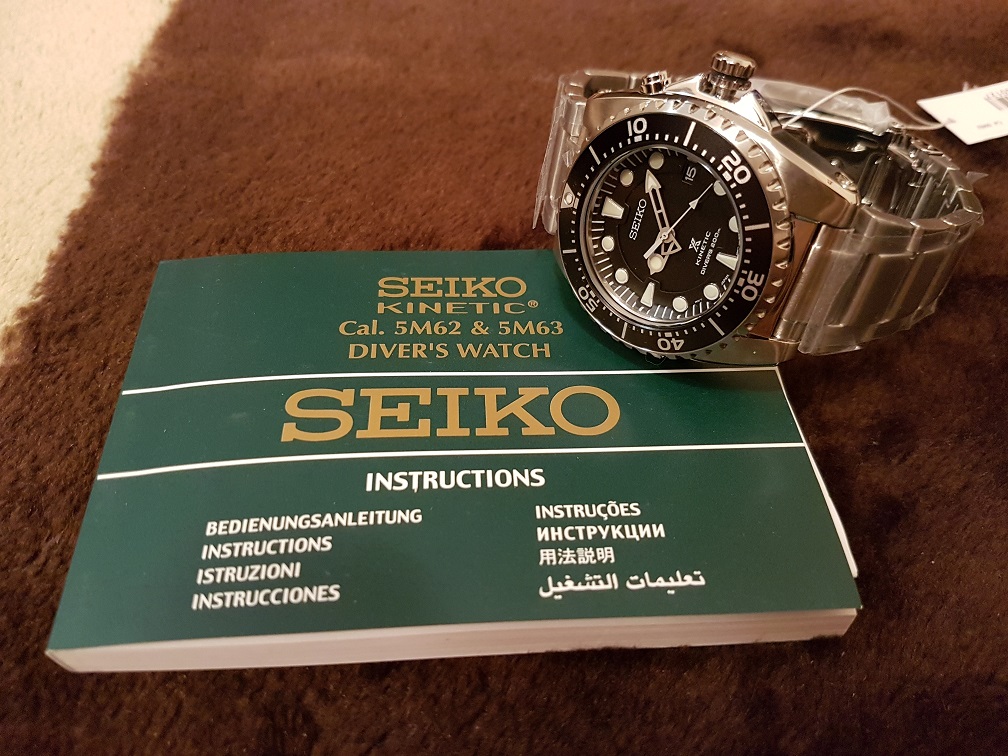 SEIKO
KINETIC®
Cal. 5M62 & 5M63
DIVER'S WATCH
SEIKO
INSTRUCTIONS
BEDIENUNGSANLEITUNG
INSTRUCTIONS
ISTRUZIONI
INSTRUCCIONES
INSTRUÇÕES
ИНСТРУКЦИИ
用法説明
تعليمات التشغيل
10
20
30
40
50
15
SEIKO
KINETIC
DIVER'S 200m